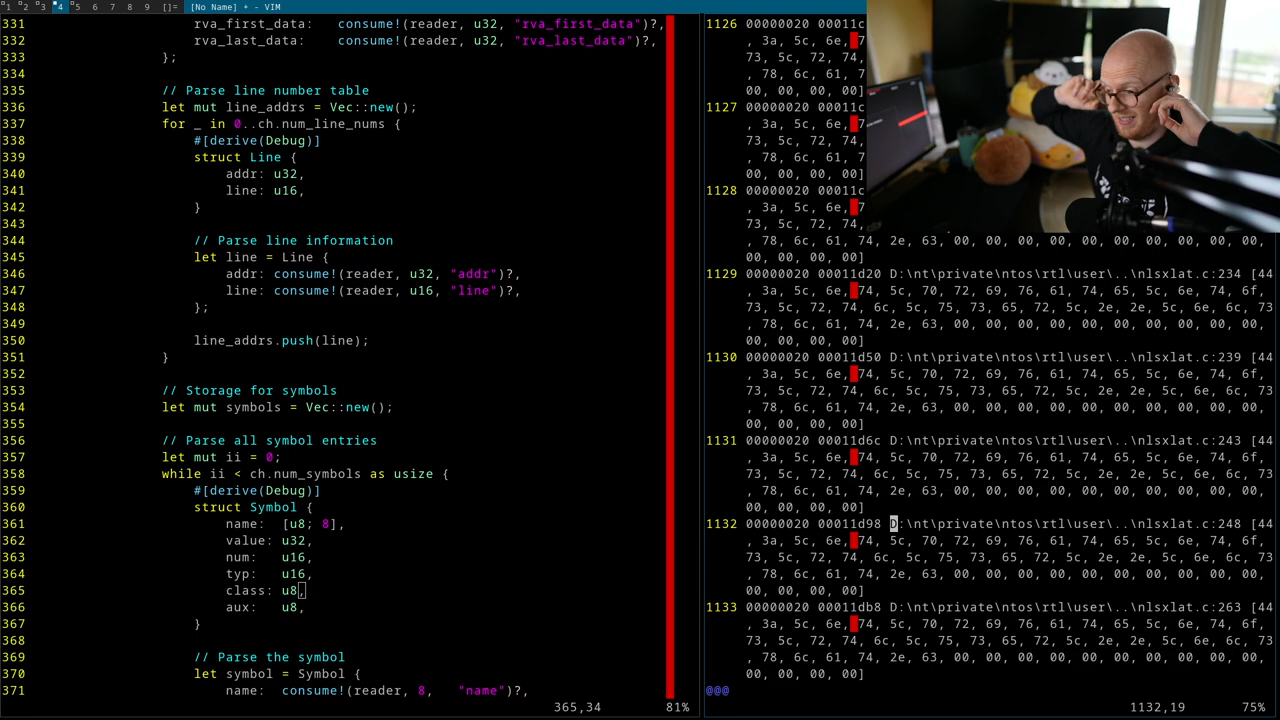 1 2 3 4 5 6 7 8 9 []= [No Name] + - VIM
331 rva_first_data: consume!(reader, u32, "rva_first_data")?,
332 rva_last_data: consume!(reader, u32, "rva_last_data")?,
333 };
334
335 // Parse line number table
336 let mut line_addrs = Vec::new();
337 for _ in 0..ch.num_line_nums {
338 #[derive(Debug)]
339 struct Line {
340 addr: u32,
341 line: u16,
342 }
343
344 // Parse line information
345 let line = Line {
346 addr: consume!(reader, u32, "addr")?,
347 line: consume!(reader, u16, "line")?,
348 };
349
350 line_addrs.push(line);
351 }
352
353 // Storage for symbols
354 let mut symbols = Vec::new();
355
356 // Parse all symbol entries
357 let mut ii = 0;
358 while ii < ch.num_symbols as usize {
359 #[derive(Debug)]
360 struct Symbol {
361 name: [u8; 8],
362 value: u32,
363 num: u16,
364 typ: u16,
365 class: u8,
366 aux: u8,
367 }
368
369 // Parse the symbol
370 let symbol = Symbol {
371 name: consume!(reader, 8, "name")?,
365,34 81%
1126 00000020 00011c
, 3a, 5c, 6e, 7
73, 5c, 72, 74,
, 78, 6c, 61, 7
00, 00, 00, 00]
1127 00000020 00011c
, 3a, 5c, 6e, 7
73, 5c, 72, 74,
, 78, 6c, 61, 7
00, 00, 00, 00]
1128 00000020 00011c
, 3a, 5c, 6e, 7
73, 5c, 72, 74,
, 78, 6c, 61, 74, 2e, 63, 00, 00, 00, 00, 00, 00, 00,
00, 00, 00, 00]
1129 00000020 00011d20 D:\nt\private\ntos\rtl\user\..\nlsxlat.c:234 [44
, 3a, 5c, 6e, 74, 5c, 70, 72, 69, 76, 61, 74, 65, 5c, 6e, 74, 6f,
73, 5c, 72, 74, 6c, 5c, 75, 73, 65, 72, 5c, 2e, 2e, 5c, 6e, 6c, 73
, 78, 6c, 61, 74, 2e, 63, 00, 00, 00, 00, 00, 00, 00, 00, 00, 00,
00, 00, 00, 00]
1130 00000020 00011d50 D:\nt\private\ntos\rtl\user\..\nlsxlat.c:239 [44
, 3a, 5c, 6e, 74, 5c, 70, 72, 69, 76, 61, 74, 65, 5c, 6e, 74, 6f,
73, 5c, 72, 74, 6c, 5c, 75, 73, 65, 72, 5c, 2e, 2e, 5c, 6e, 6c, 73
, 78, 6c, 61, 74, 2e, 63, 00, 00, 00, 00, 00, 00, 00, 00, 00, 00,
00, 00, 00, 00]
1131 00000020 00011d6c D:\nt\private\ntos\rtl\user\..\nlsxlat.c:243 [44
, 3a, 5c, 6e, 74, 5c, 70, 72, 69, 76, 61, 74, 65, 5c, 6e, 74, 6f,
73, 5c, 72, 74, 6c, 5c, 75, 73, 65, 72, 5c, 2e, 2e, 5c, 6e, 6c, 73
, 78, 6c, 61, 74, 2e, 63, 00, 00, 00, 00, 00, 00, 00, 00, 00, 00,
00, 00, 00, 00]
1132 00000020 00011d98 D:\nt\private\ntos\rtl\user\..\nlsxlat.c:248 [44
, 3a, 5c, 6e, 74, 5c, 70, 72, 69, 76, 61, 74, 65, 5c, 6e, 74, 6f,
73, 5c, 72, 74, 6c, 5c, 75, 73, 65, 72, 5c, 2e, 2e, 5c, 6e, 6c, 73
, 78, 6c, 61, 74, 2e, 63, 00, 00, 00, 00, 00, 00, 00, 00, 00, 00,
00, 00, 00, 00]
1133 00000020 00011db8 D:\nt\private\ntos\rtl\user\..\nlsxlat.c:263 [44
, 3a, 5c, 6e, 74, 5c, 70, 72, 69, 76, 61, 74, 65, 5c, 6e, 74, 6f,
73, 5c, 72, 74, 6c, 5c, 75, 73, 65, 72, 5c, 2e, 2e, 5c, 6e, 6c, 73
, 78, 6c, 61, 74, 2e, 63, 00, 00, 00, 00, 00, 00, 00, 00, 00, 00,
00, 00, 00, 00]
@@@
1132,19 75%